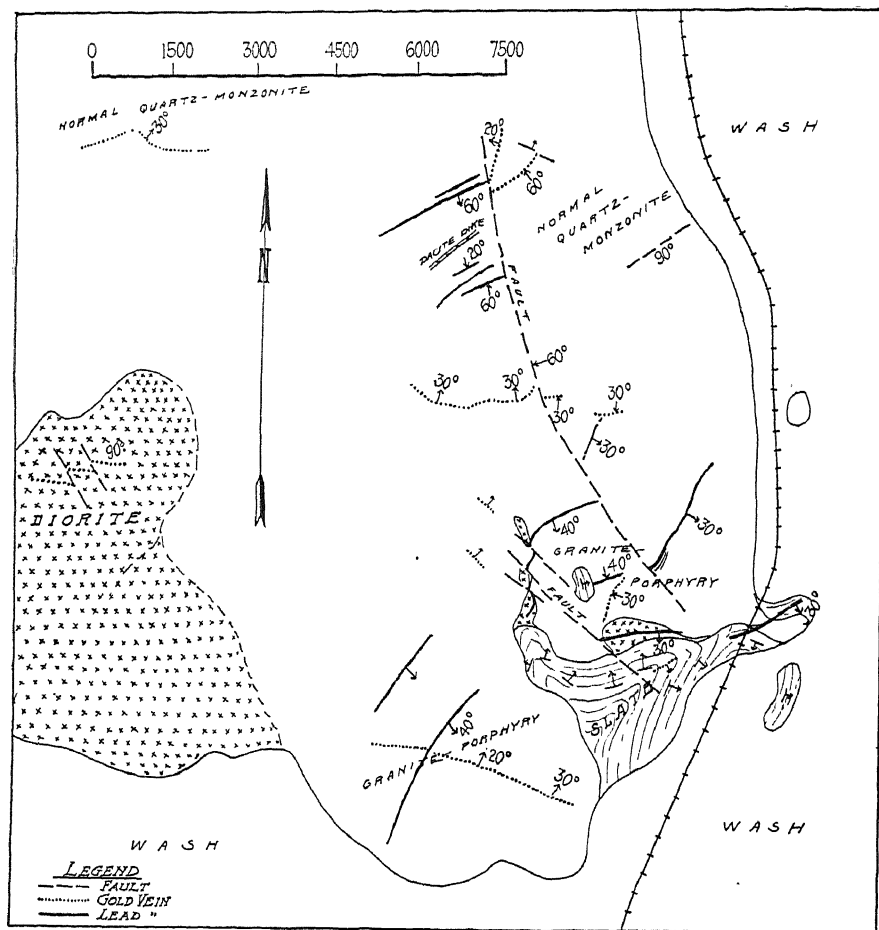 0 1500 3000 4500 6000 7500
NORMAL QUARTZ-MONZONITE
30°
20°
60°
WASH
60°
NORMAL
QUARTZ-
MONZONITE
DACITE DIKE
20°
60°
FAULT
90°
N
60°
30°
30°
30°
30°
30°
90°
DIORITE
40°
30°
GRANITE-
40°
PORPHYRY
30°
FAULT
30°
SLATE
40°
GRANITE-PORPHYRY
20°
30°
WASH
WASH
LEGEND
FAULT
GOLD VEIN
LEAD "